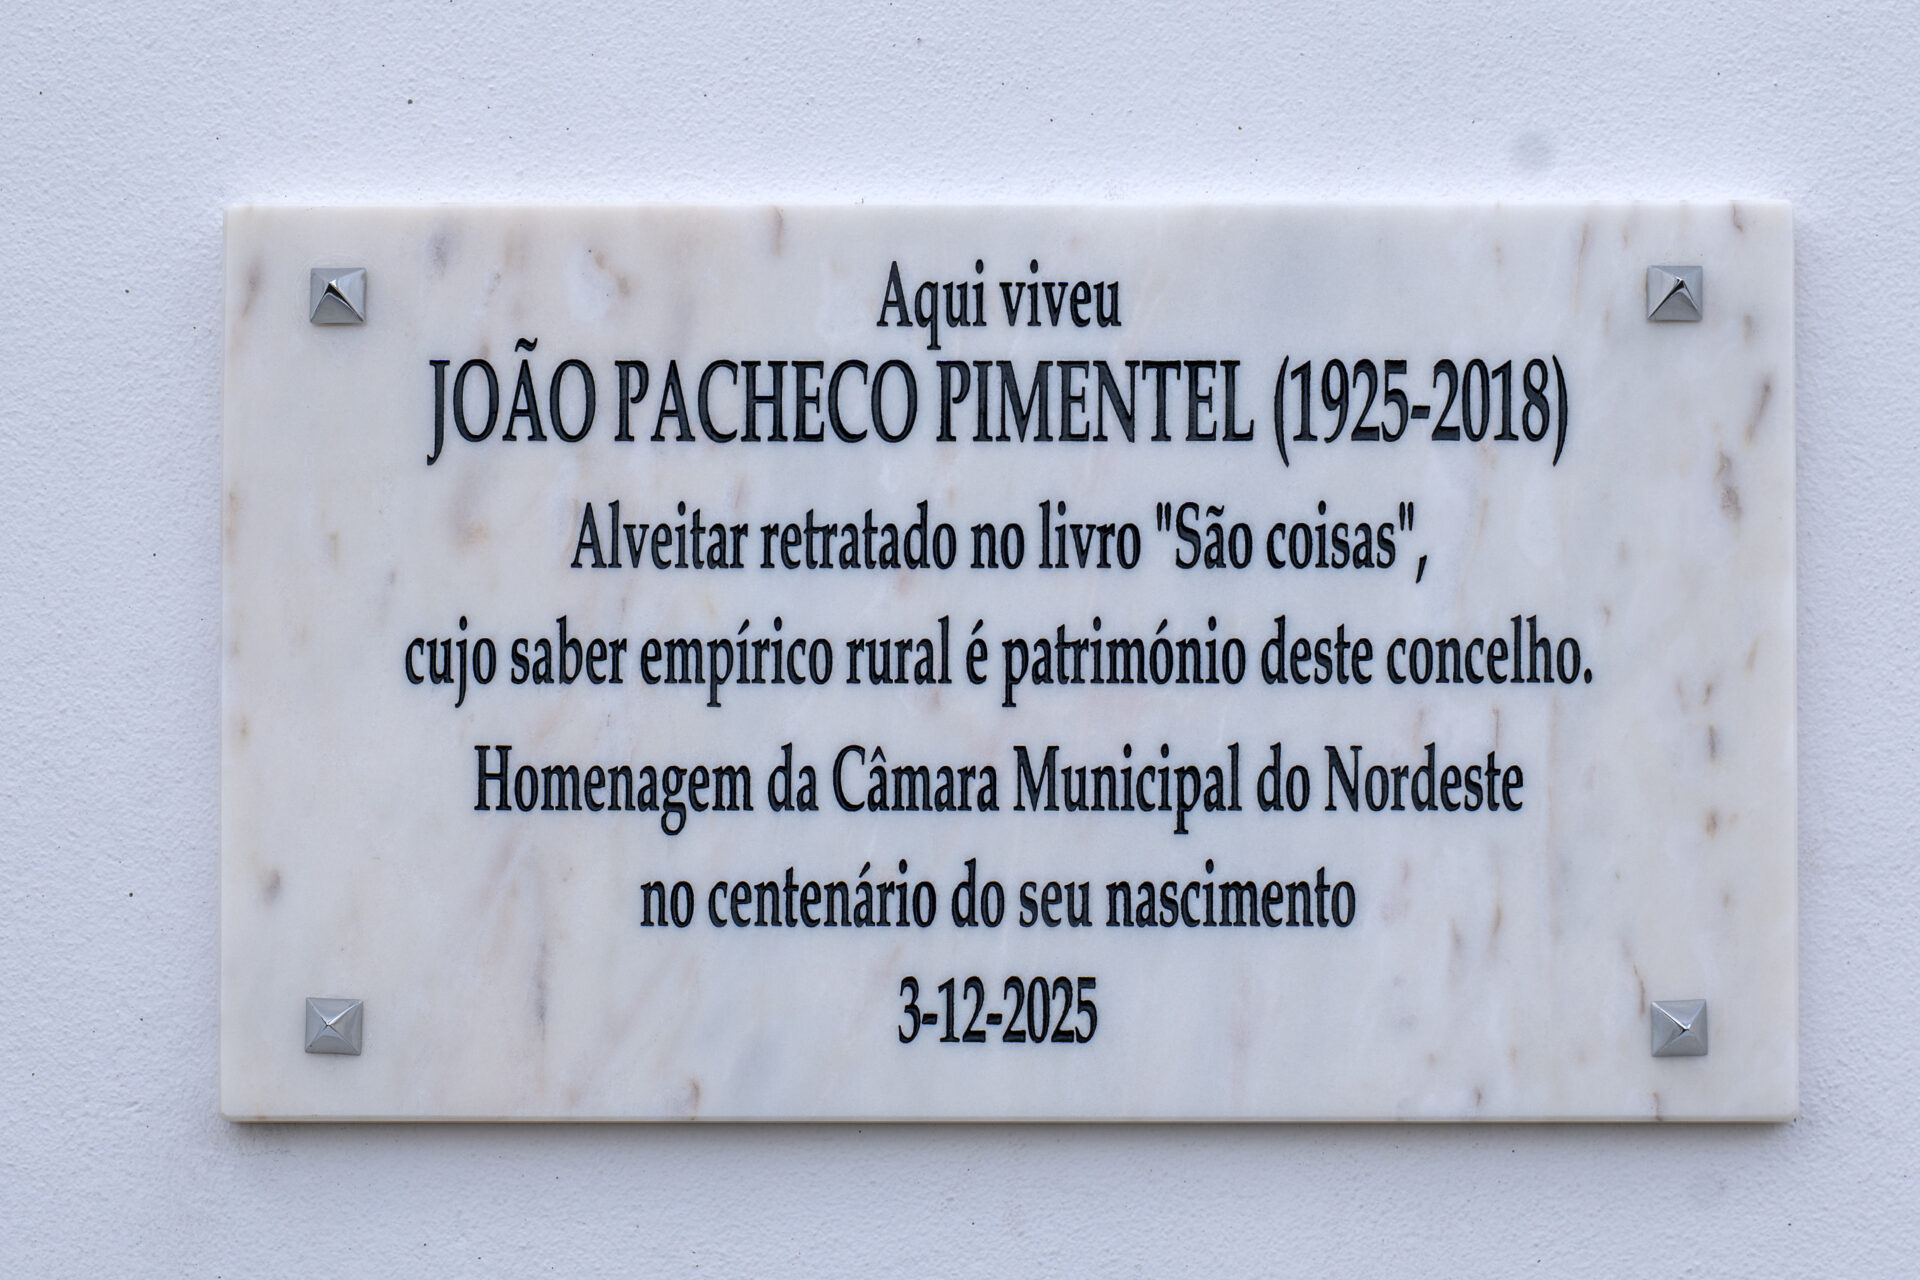 Aqui viveu
JOÃO PACHECO PIMENTEL (1925-2018)
Alveitar retratado no livro "São coisas",
cujo saber empírico rural é património deste concelho.
Homenagem da Câmara Municipal do Nordeste
no centenário do seu nascimento
3-12-2025